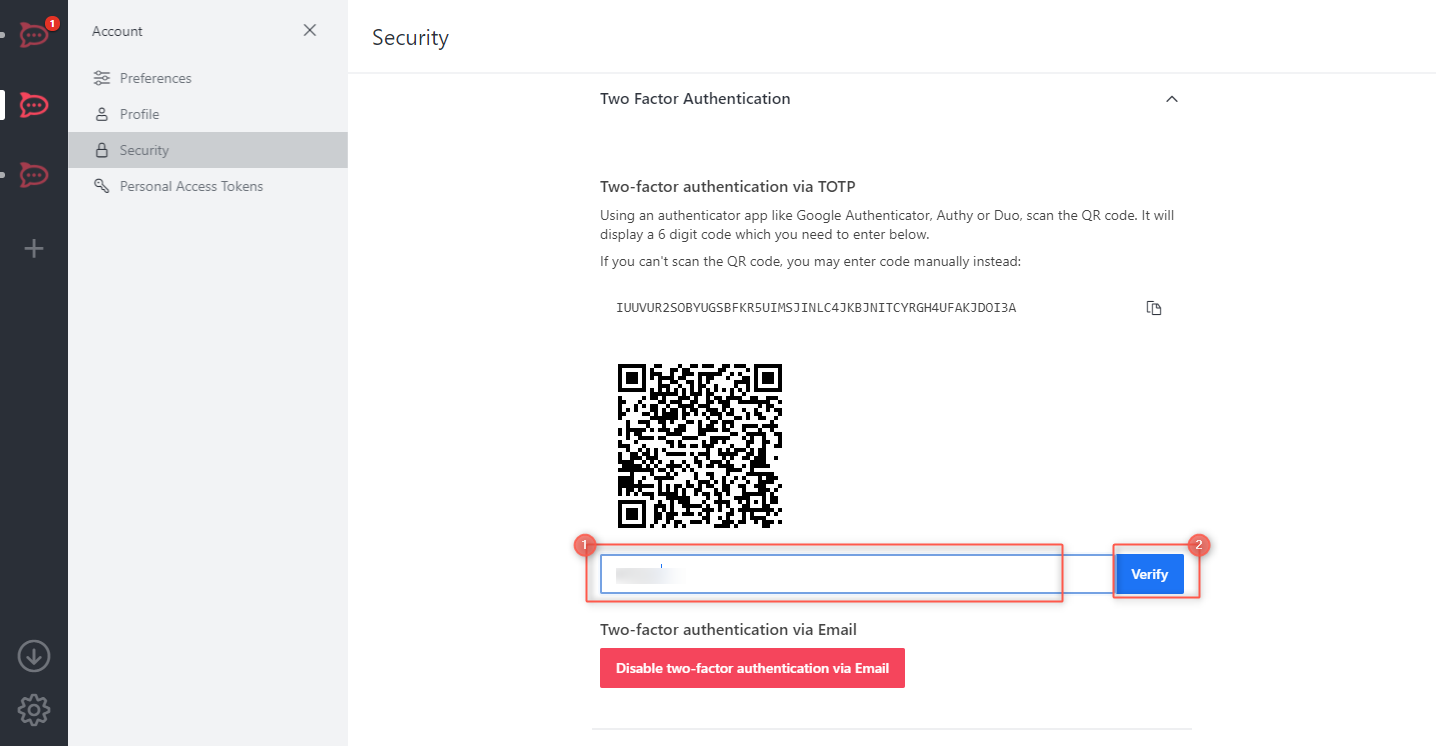 1
Account
Preferences
Profile
Security
Personal Access Tokens
Security
Two Factor Authentication
Two-factor authentication via TOTP
Using an authenticator app like Google Authenticator, Authy or Duo, scan the QR code. It will
display a 6 digit code which you need to enter below.
If you can't scan the QR code, you may enter code manually instead:
IUUVUR2SOBYUGSBFKR5UIMSJINLC4JKBJNITCYRGH4UFAKJDOI3A
1
2
Verify
Two-factor authentication via Email
Disable two-factor authentication via Email